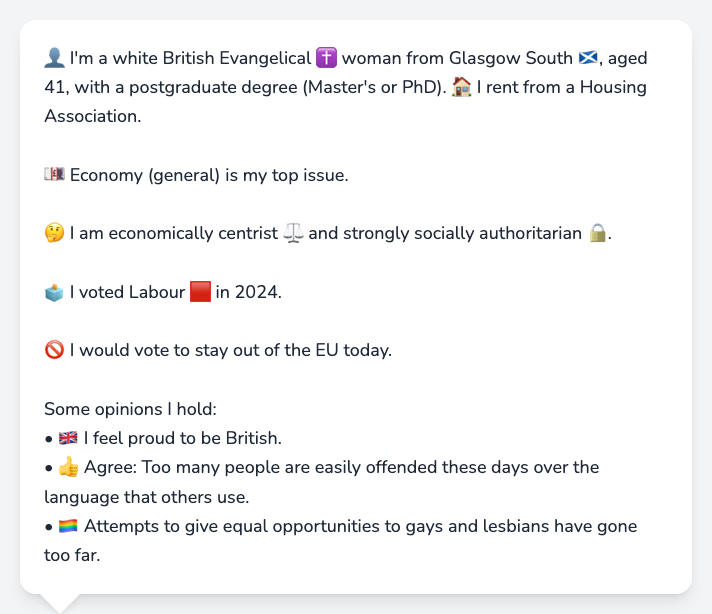 👤 I'm a white British Evangelical ✝️ woman from Glasgow South 🏴󠁧󠁢󠁳󠁣󠁴󠁿, aged
41, with a postgraduate degree (Master's or PhD). 🏠 I rent from a Housing
Association.
💷 Economy (general) is my top issue.
🤔 I am economically centrist ⚖️ and strongly socially authoritarian 🔒.
🗳️ I voted Labour 🟥 in 2024.
🚫 I would vote to stay out of the EU today.
Some opinions I hold:
• 🇬🇧 I feel proud to be British.
• 👍 Agree: Too many people are easily offended these days over the
language that others use.
• 🏳️‍🌈 Attempts to give equal opportunities to gays and lesbians have gone
too far.